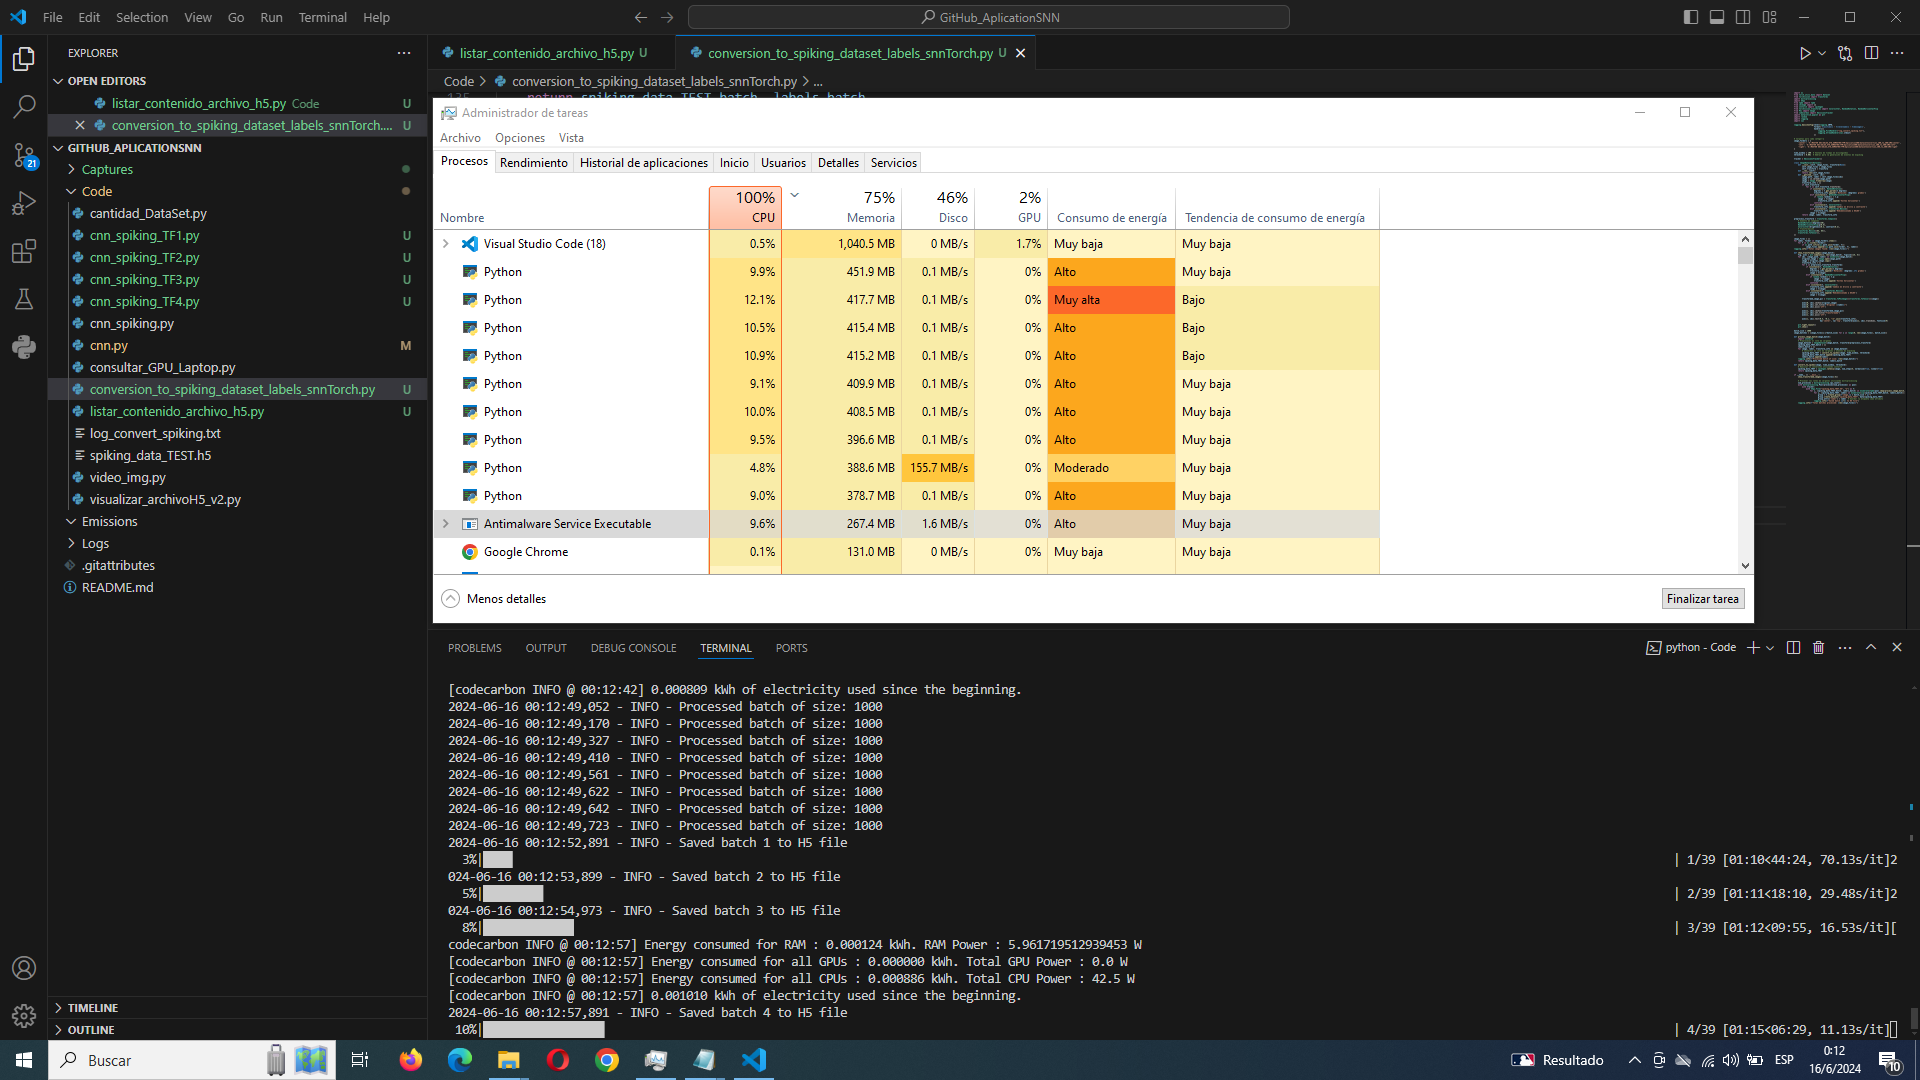 File Edit Selection View Go Run Terminal Help
GitHub_AplicationSNN
EXPLORER
OPEN EDITORS
listar_contenido_archivo_h5.py Code U
conversion_to_spiking_dataset_labels_snnTorch.... U
GITHUB_APLICATIONSNN
Captures
Code
cantidad_DataSet.py
cnn_spiking_TF1.py U
cnn_spiking_TF2.py U
cnn_spiking_TF3.py U
cnn_spiking_TF4.py U
cnn_spiking.py
cnn.py M
consultar_GPU_Laptop.py
conversion_to_spiking_dataset_labels_snnTorch.py U
listar_contenido_archivo_h5.py U
log_convert_spiking.txt
spiking_data_TEST.h5
video_img.py
visualizar_archivoH5_v2.py
Emissions
Logs
.gitattributes
README.md
TIMELINE
OUTLINE
21
listar_contenido_archivo_h5.py U
conversion_to_spiking_dataset_labels_snnTorch.py U
Code > conversion_to_spiking_dataset_labels_snnTorch.py > ...
135 return spiking_data_TEST_batch, labels_batch
Administrador de tareas
Archivo Opciones Vista
Procesos Rendimiento Historial de aplicaciones Inicio Usuarios Detalles Servicios
100% 75% 46% 2%
Nombre CPU Memoria Disco GPU Consumo de energía Tendencia de consumo de energía
Visual Studio Code (18) 0.5% 1,040.5 MB 0 MB/s 1.7% Muy baja Muy baja
Python 9.9% 451.9 MB 0.1 MB/s 0% Alto Muy baja
Python 12.1% 417.7 MB 0.1 MB/s 0% Muy alta Bajo
Python 10.5% 415.4 MB 0.1 MB/s 0% Alto Bajo
Python 10.9% 415.2 MB 0.1 MB/s 0% Alto Bajo
Python 9.1% 409.9 MB 0.1 MB/s 0% Alto Muy baja
Python 10.0% 408.5 MB 0.1 MB/s 0% Alto Muy baja
Python 9.5% 396.6 MB 0.1 MB/s 0% Alto Muy baja
Python 4.8% 388.6 MB 155.7 MB/s 0% Moderado Muy baja
Python 9.0% 378.7 MB 0.1 MB/s 0% Alto Muy baja
Antimalware Service Executable 9.6% 267.4 MB 1.6 MB/s 0% Alto Muy baja
Google Chrome 0.1% 131.0 MB 0 MB/s 0% Muy baja Muy baja
Menos detalles Finalizar tarea
PROBLEMS OUTPUT DEBUG CONSOLE TERMINAL PORTS python - Code
[codecarbon INFO @ 00:12:42] 0.000809 kWh of electricity used since the beginning.
2024-06-16 00:12:49,052 - INFO - Processed batch of size: 1000
2024-06-16 00:12:49,170 - INFO - Processed batch of size: 1000
2024-06-16 00:12:49,327 - INFO - Processed batch of size: 1000
2024-06-16 00:12:49,410 - INFO - Processed batch of size: 1000
2024-06-16 00:12:49,561 - INFO - Processed batch of size: 1000
2024-06-16 00:12:49,622 - INFO - Processed batch of size: 1000
2024-06-16 00:12:49,642 - INFO - Processed batch of size: 1000
2024-06-16 00:12:49,723 - INFO - Processed batch of size: 1000
2024-06-16 00:12:52,891 - INFO - Saved batch 1 to H5 file
3%| | 1/39 [01:10<44:24, 70.13s/it]2
024-06-16 00:12:53,899 - INFO - Saved batch 2 to H5 file
5%| | 2/39 [01:11<18:10, 29.48s/it]2
024-06-16 00:12:54,973 - INFO - Saved batch 3 to H5 file
8%| | 3/39 [01:12<09:55, 16.53s/it][
codecarbon INFO @ 00:12:57] Energy consumed for RAM : 0.000124 kWh. RAM Power : 5.961719512939453 W
[codecarbon INFO @ 00:12:57] Energy consumed for all GPUs : 0.000000 kWh. Total GPU Power : 0.0 W
[codecarbon INFO @ 00:12:57] Energy consumed for all CPUs : 0.000886 kWh. Total CPU Power : 42.5 W
[codecarbon INFO @ 00:12:57] 0.001010 kWh of electricity used since the beginning.
2024-06-16 00:12:57,891 - INFO - Saved batch 4 to H5 file
10%| | 4/39 [01:15<06:29, 11.13s/it]
Buscar
Resultado
ESP
0:12
16/6/2024
10